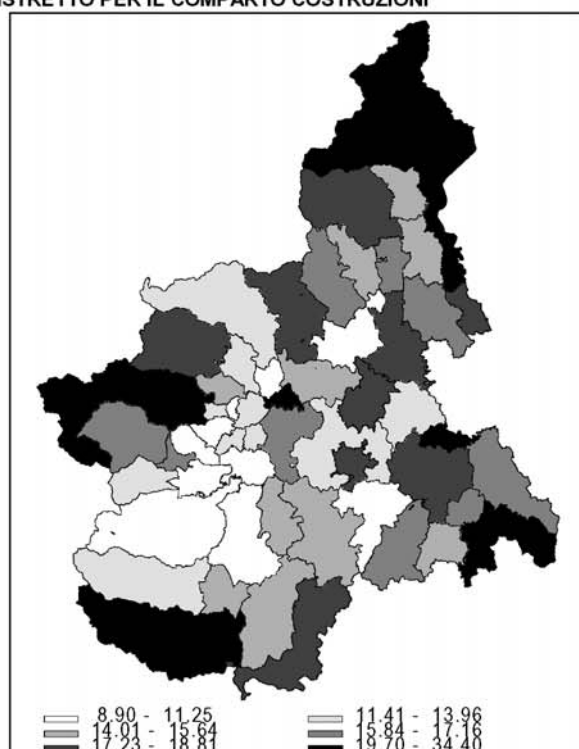 ISTRETTO PER IL COMPARTO COSTRUZIONI
8.90 - 11.25 11.41 - 13.96
14.01 - 15.64 15.84 - 17.16
17.23 - 18.81 19.70 - 34.40